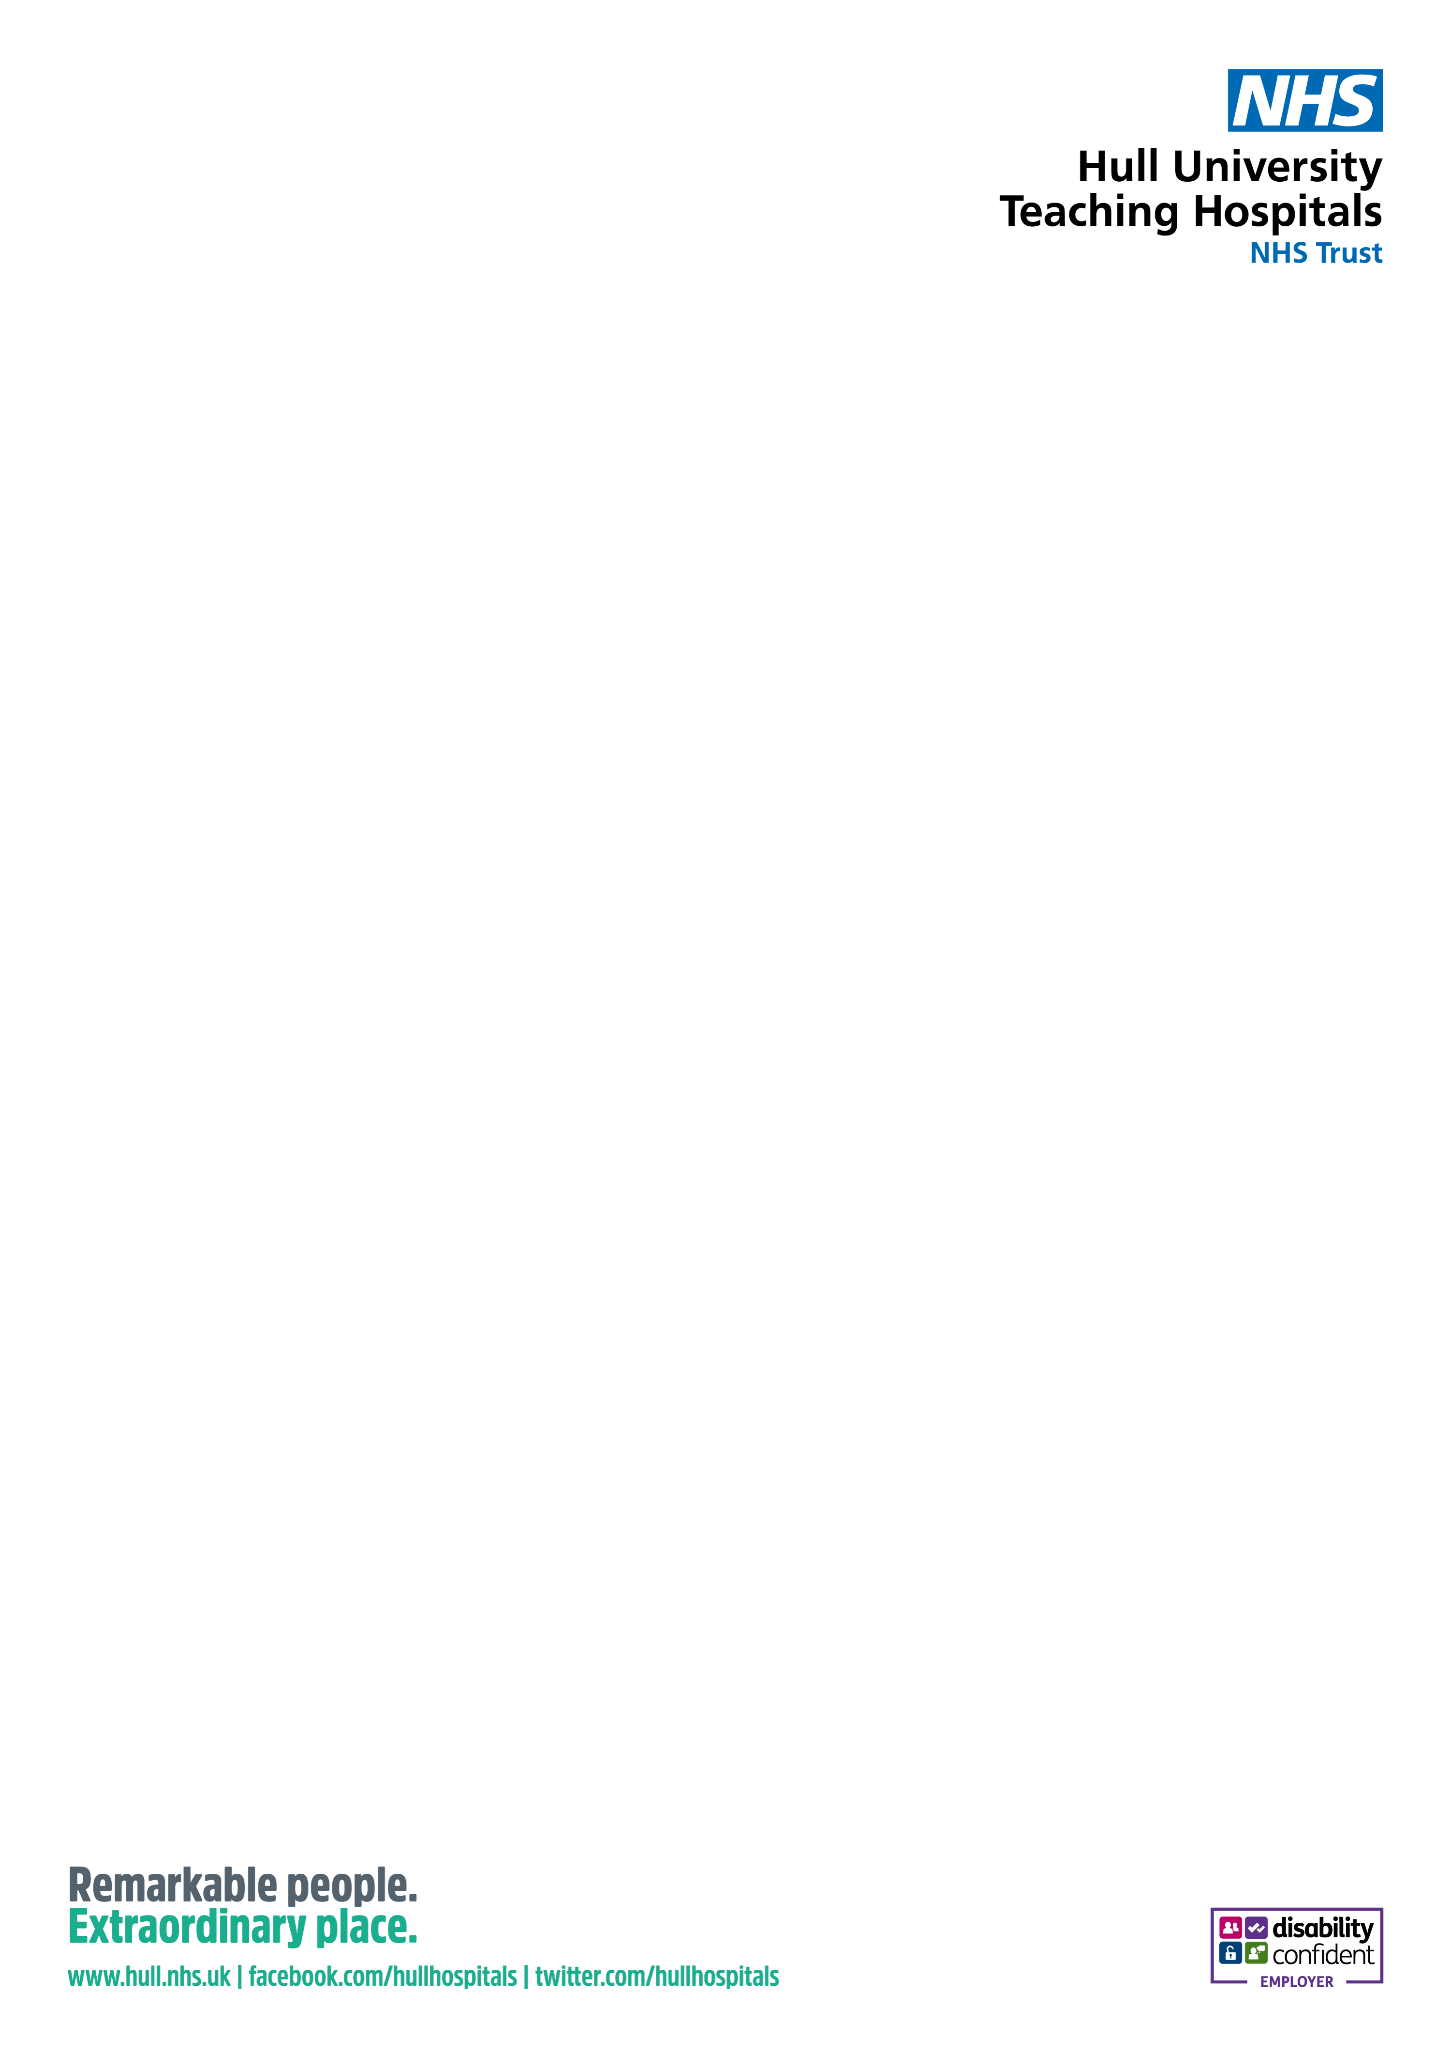 NHS
Hull University
Teaching Hospitals
NHS Trust
Remarkable people.
Extraordinary place.
www.hull.nhs.uk | facebook.com/hullhospitals | twitter.com/hullhospitals
disability
confident
EMPLOYER